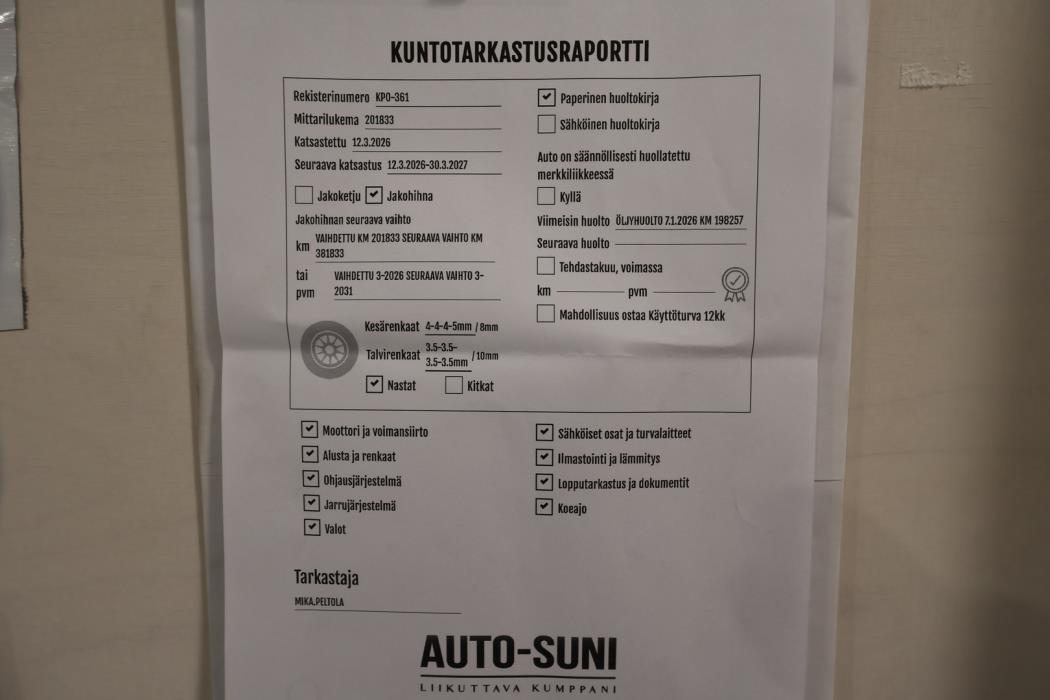 KUNTOTARKASTUSRAPORTTI
Rekisterinumero KPO-361
Mittarilukema 201833
Katsastettu 12.3.2026
Seuraava katsastus 12.3.2026-30.3.2027
Jakoketju Jakohihna
Jakohihnan seuraava vaihto
km VAIHDETTU KM 201833 SEURAAVA VAIHTO KM
381833
tai VAIHDETTU 3-2026 SEURAAVA VAIHTO 3-
pvm 2031
Kesärenkaat 4-4-4-5mm / 8mm
Talvirenkaat 3.5-3.5-
3.5-3.5mm / 10mm
Nastat Kitkat
Paperinen huoltokirja
Sähköinen huoltokirja
Auto on säännöllisesti huollatettu
merkkiliikkeessä
Kyllä
Viimeisin huolto ÖLJYHUOLTO 7.1.2026 KM 198257
Seuraava huolto
Tehdastakuu, voimassa
km pvm
Mahdollisuus ostaa Käyttöturva 12kk
Moottori ja voimansiirto
Alusta ja renkaat
Ohjausjärjestelmä
Jarrujärjestelmä
Valot
Sähköiset osat ja turvalaitteet
Ilmastointi ja lämmitys
Lopputarkastus ja dokumentit
Koeajo
Tarkastaja
MIKA.PELTOLA
AUTO-SUNI
LIIKUTTAVA KUMPPANI